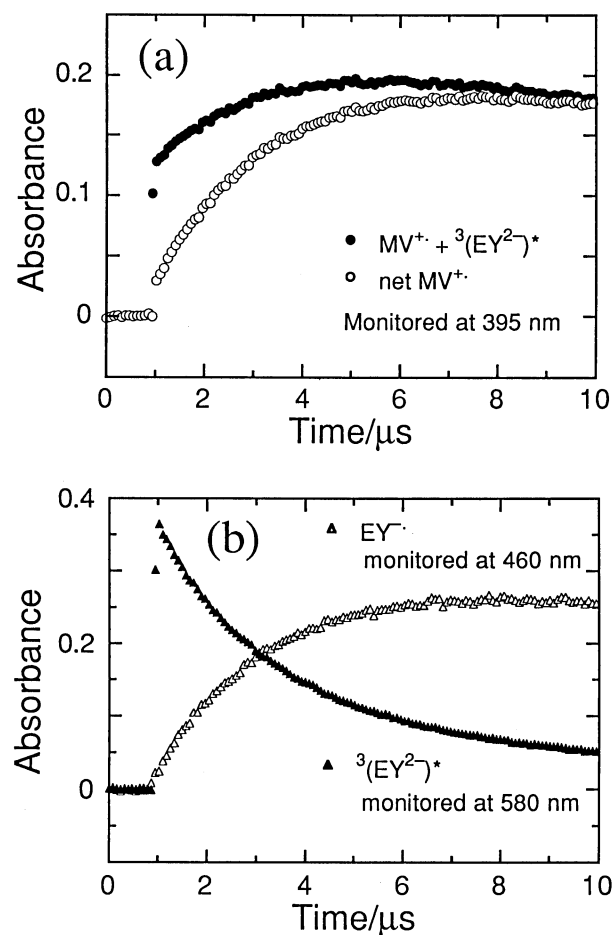 (a)
Absorbance
0.2
0.1
0
● MV⁺· + ³(EY²⁻)*
○ net MV⁺·
Monitored at 395 nm
0 2 4 6 8 10
Time/μs
(b)
Absorbance
0.4
0.2
0
△ EY⁻·
monitored at 460 nm
▲ ³(EY²⁻)*
monitored at 580 nm
0 2 4 6 8 10
Time/μs